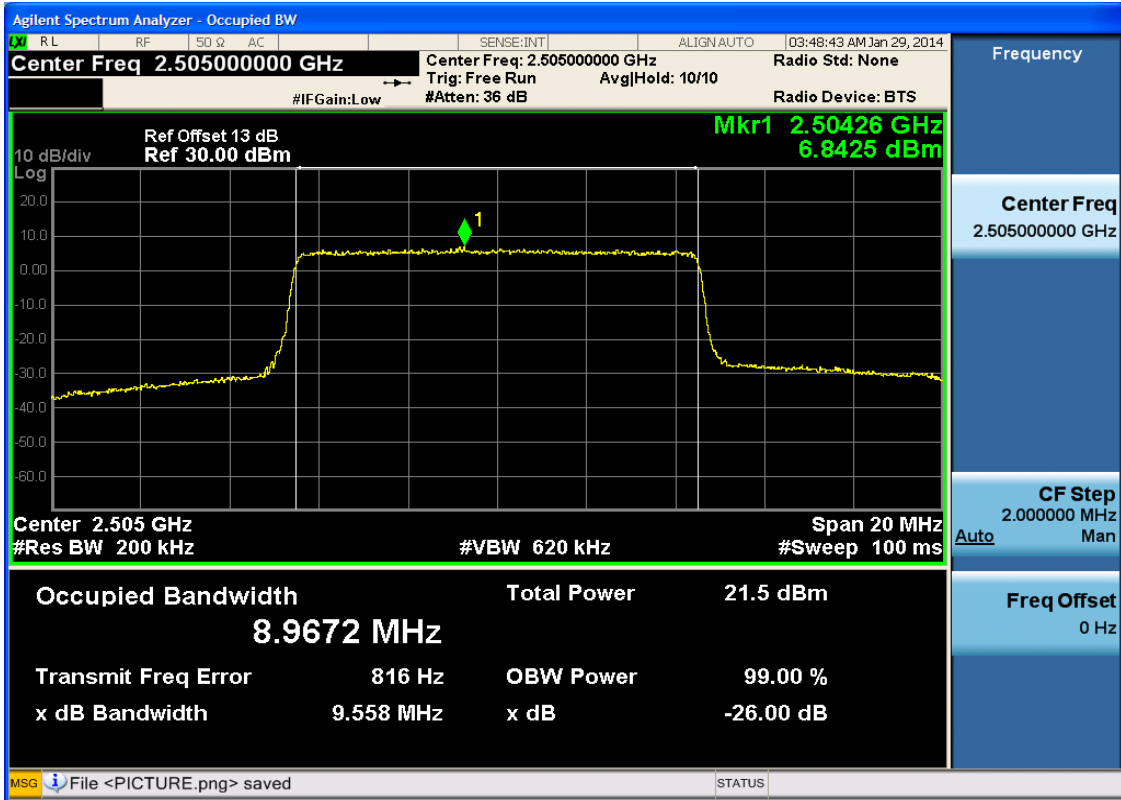 Agilent Spectrum Analyzer - Occupied BW
LXI RL RF 50 Ω AC SENSE:INT ALIGN AUTO 03:48:43 AM Jan 29, 2014
Center Freq 2.505000000 GHz
Center Freq: 2.505000000 GHz
Radio Std: None
Trig: Free Run Avg|Hold: 10/10
#IFGain:Low
#Atten: 36 dB
Radio Device: BTS
Ref Offset 13 dB
10 dB/div Ref 30.00 dBm
Mkr1 2.50426 GHz
6.8425 dBm
Log
20.0
10.0
0.00
-10.0
-20.0
-30.0
-40.0
-50.0
-60.0
1
Center 2.505 GHz Span 20 MHz
#Res BW 200 kHz #VBW 620 kHz #Sweep 100 ms
Occupied Bandwidth Total Power 21.5 dBm
8.9672 MHz
Transmit Freq Error 816 Hz OBW Power 99.00 %
x dB Bandwidth 9.558 MHz x dB -26.00 dB
Frequency
Center Freq
2.505000000 GHz
CF Step
2.000000 MHz
Auto Man
Freq Offset
0 Hz
MSG File <PICTURE.png> saved STATUS